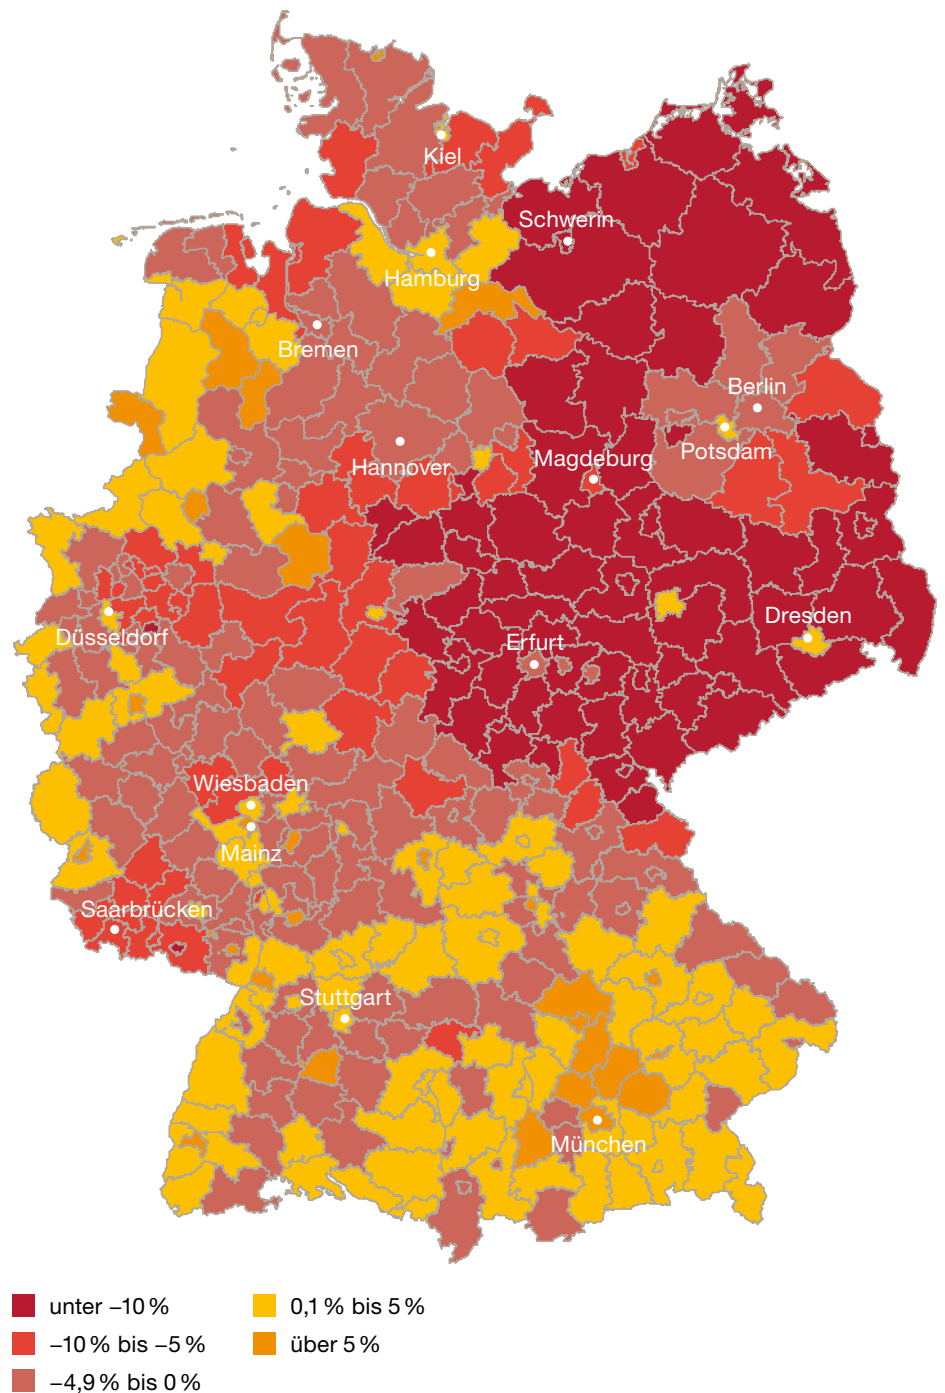 Kiel
Schwerin
Hamburg
Bremen
Berlin
Hannover
Magdeburg
Potsdam
Düsseldorf
Erfurt
Dresden
Wiesbaden
Mainz
Saarbrücken
Stuttgart
München
unter –10 %
–10 % bis –5 %
–4,9 % bis 0 %
0,1 % bis 5 %
über 5 %